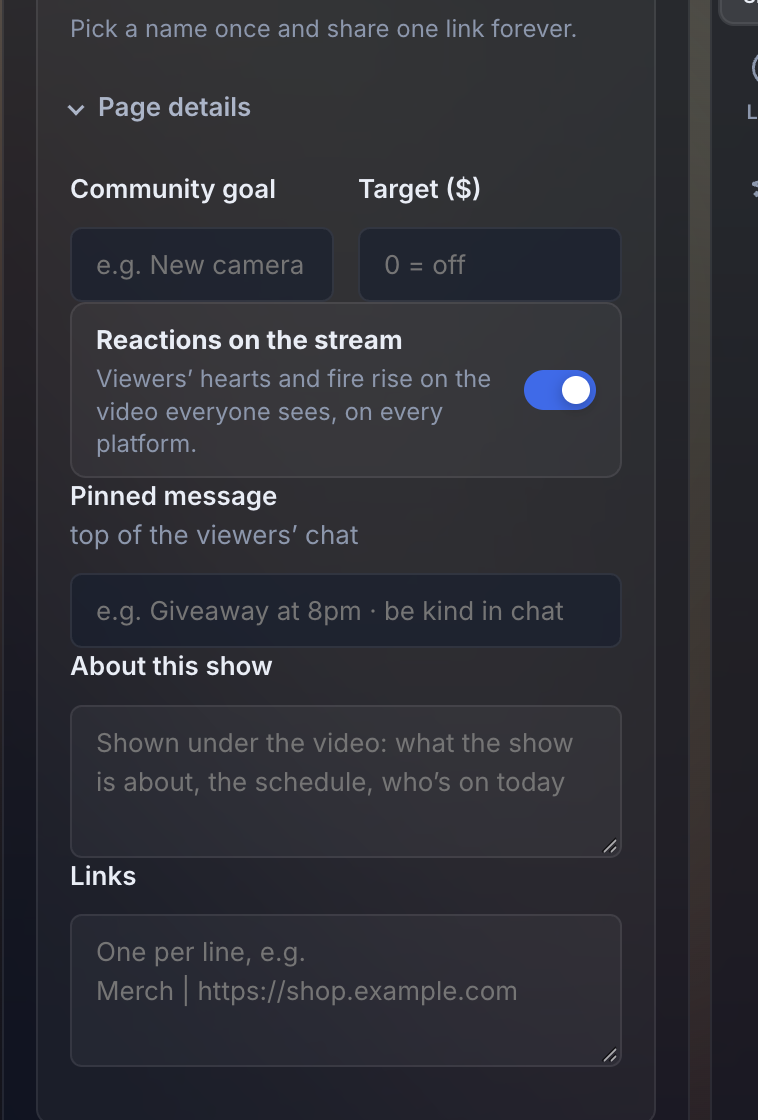 Pick a name once and share one link forever.
Page details
Community goal
Target ($)
e.g. New camera
0 = off
Reactions on the stream
Viewers’ hearts and fire rise on the
video everyone sees, on every
platform.
Pinned message
top of the viewers’ chat
e.g. Giveaway at 8pm · be kind in chat
About this show
Shown under the video: what the show
is about, the schedule, who’s on today
Links
One per line, e.g.
Merch | https://shop.example.com